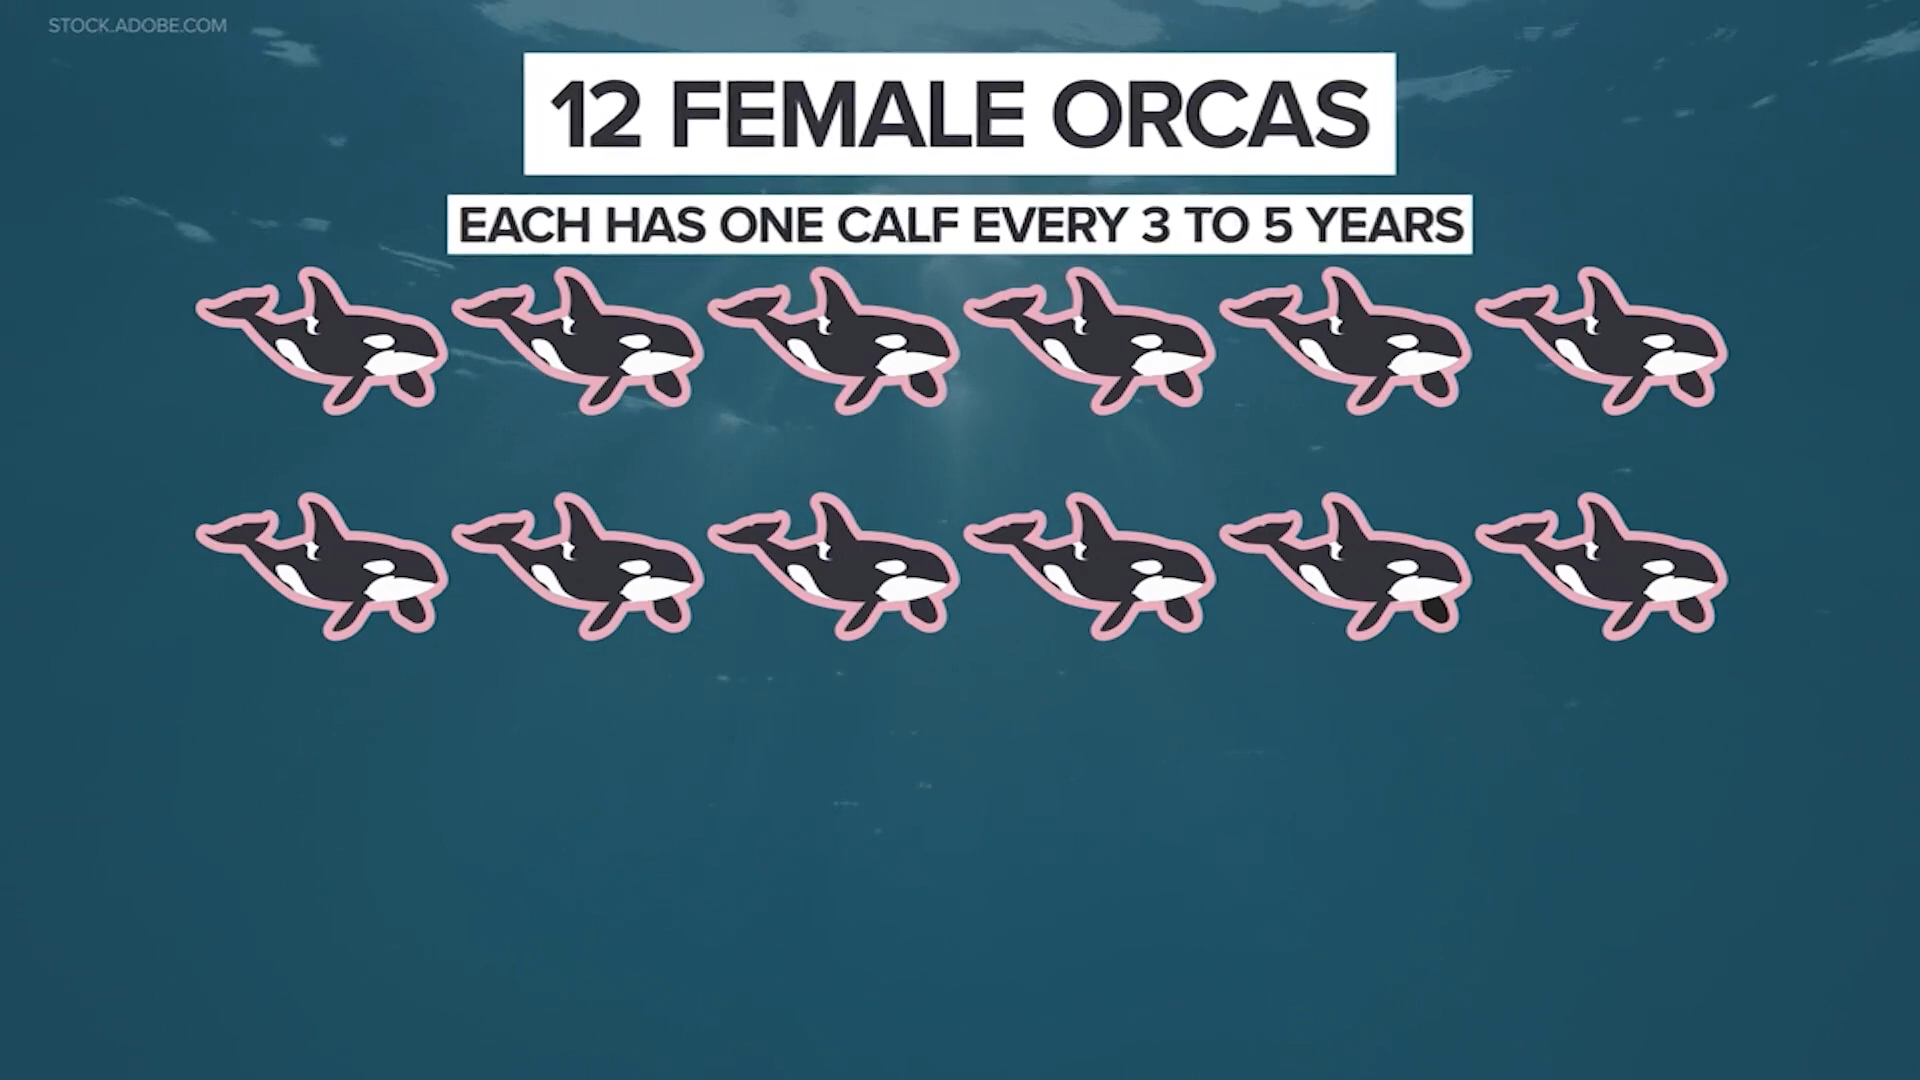 STOCK.ADOBE.COM
12 FEMALE ORCAS
EACH HAS ONE CALF EVERY 3 TO 5 YEARS